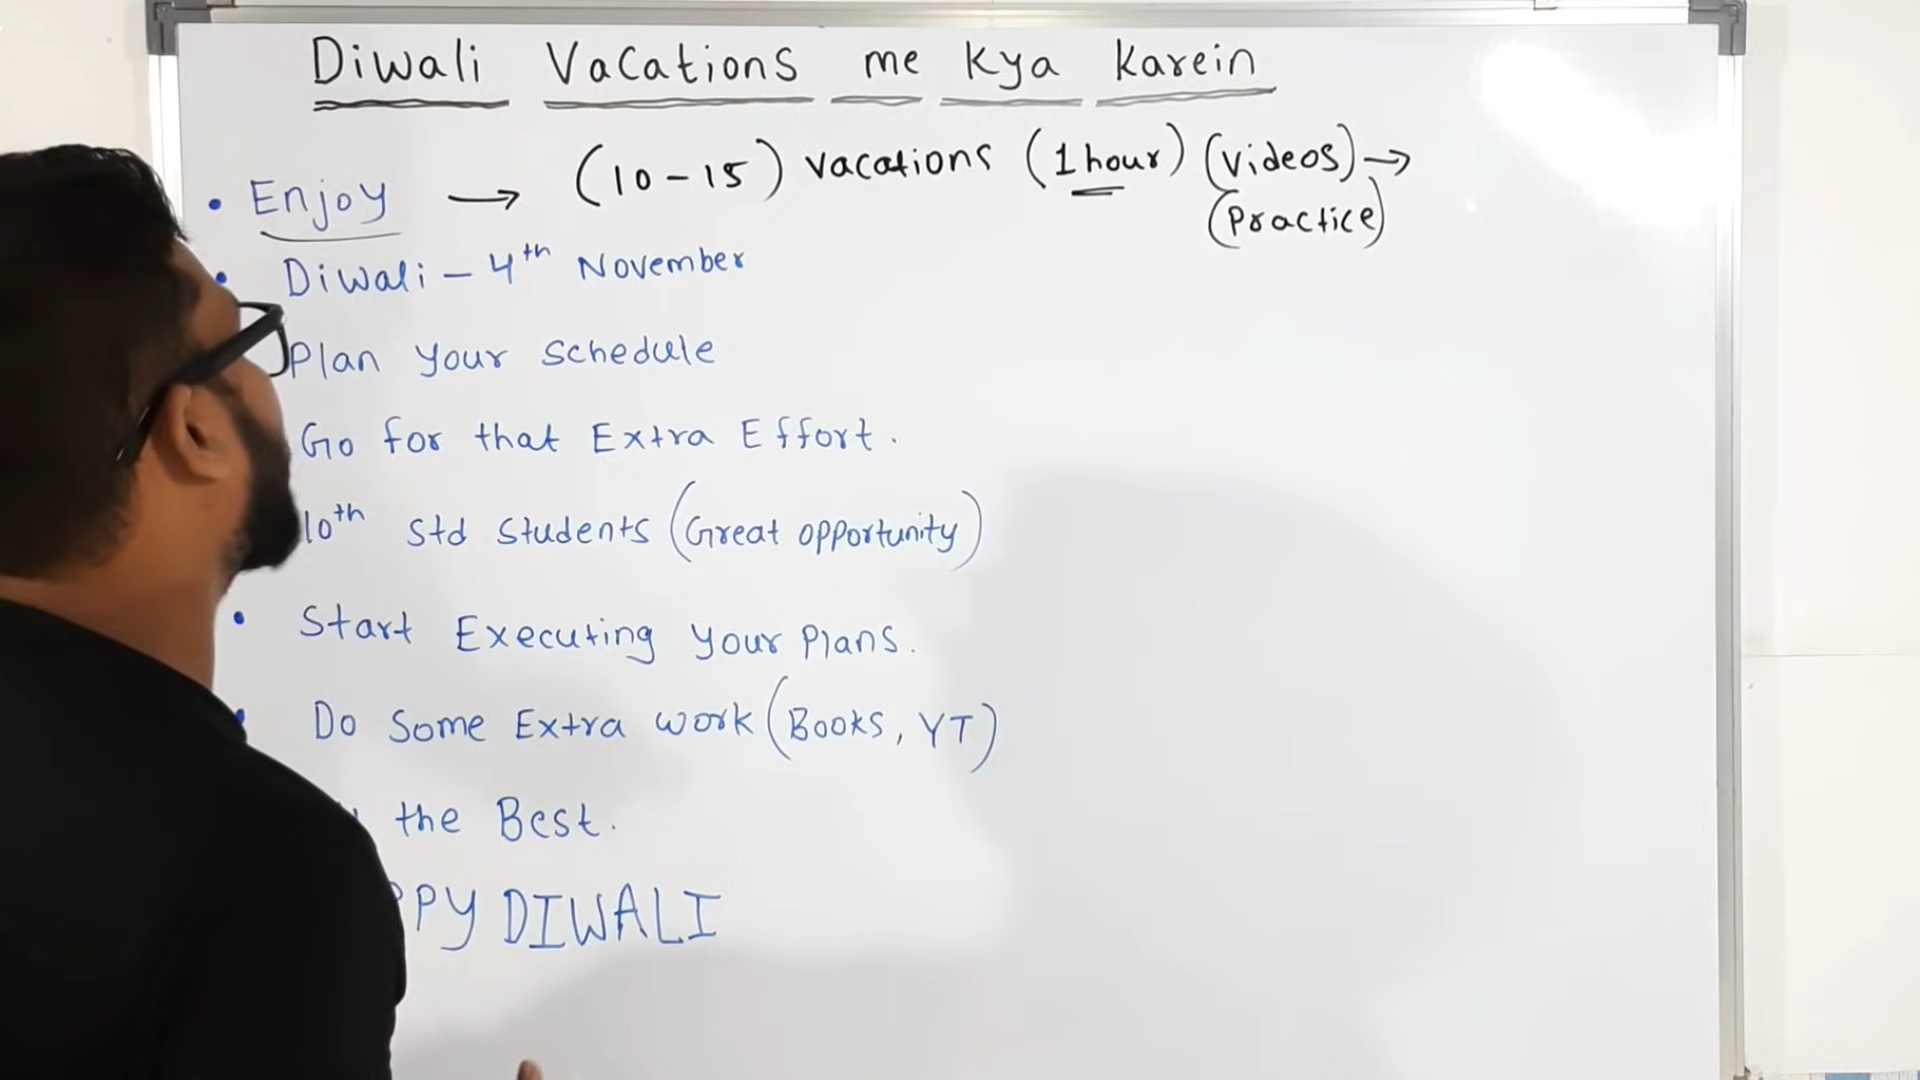 Diwali Vacations me kya karein
• Enjoy → (10-15) vacations (1 hour) (videos) →
(Practice)
• Diwali - 4th November
Plan your schedule
Go for that Extra Effort.
10th std students (Great opportunity)
• Start Executing your plans.
• Do some Extra work (Books, YT)
the Best.
PPY DIWALI